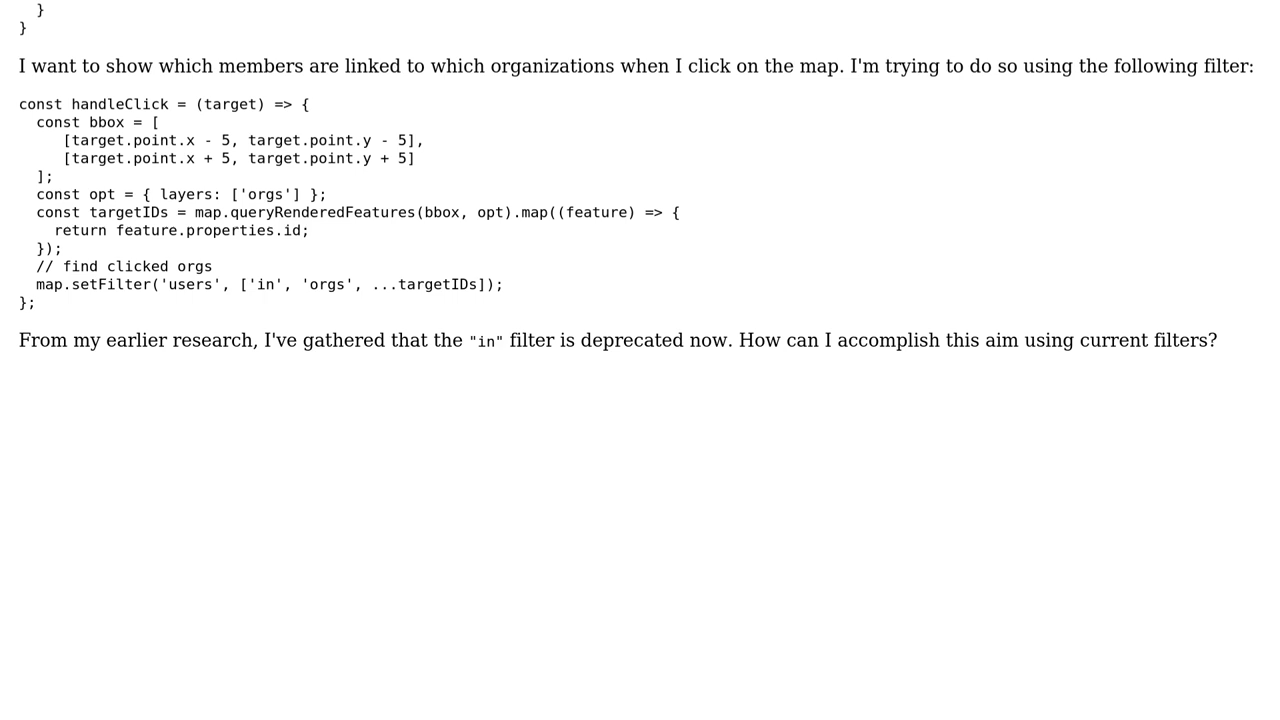 }
}
I want to show which members are linked to which organizations when I click on the map. I'm trying to do so using the following filter:
const handleClick = (target) => {
  const bbox = [
     [target.point.x - 5, target.point.y - 5],
     [target.point.x + 5, target.point.y + 5]
  ];
  const opt = { layers: ['orgs'] };
  const targetIDs = map.queryRenderedFeatures(bbox, opt).map((feature) => {
    return feature.properties.id;
  });
  // find clicked orgs
  map.setFilter('users', ['in', 'orgs', ...targetIDs]);
};
From my earlier research, I've gathered that the "in" filter is deprecated now. How can I accomplish this aim using current filters?